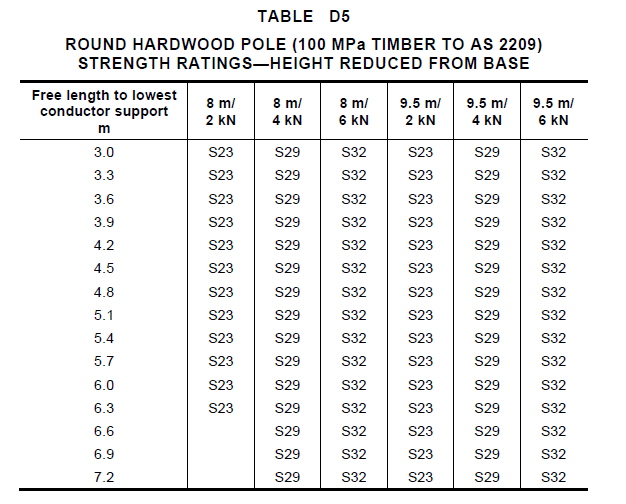 TABLE D5
ROUND HARDWOOD POLE (100 MPa TIMBER TO AS 2209)
STRENGTH RATINGS—HEIGHT REDUCED FROM BASE
Free length to lowest conductor support m 8 m/ 2 kN 8 m/ 4 kN 8 m/ 6 kN 9.5 m/ 2 kN 9.5 m/ 4 kN 9.5 m/ 6 kN
3.0 S23 S29 S32 S23 S29 S32
3.3 S23 S29 S32 S23 S29 S32
3.6 S23 S29 S32 S23 S29 S32
3.9 S23 S29 S32 S23 S29 S32
4.2 S23 S29 S32 S23 S29 S32
4.5 S23 S29 S32 S23 S29 S32
4.8 S23 S29 S32 S23 S29 S32
5.1 S23 S29 S32 S23 S29 S32
5.4 S23 S29 S32 S23 S29 S32
5.7 S23 S29 S32 S23 S29 S32
6.0 S23 S29 S32 S23 S29 S32
6.3 S23 S29 S32 S23 S29 S32
6.6 S29 S32 S23 S29 S32
6.9 S29 S32 S23 S29 S32
7.2 S29 S32 S23 S29 S32